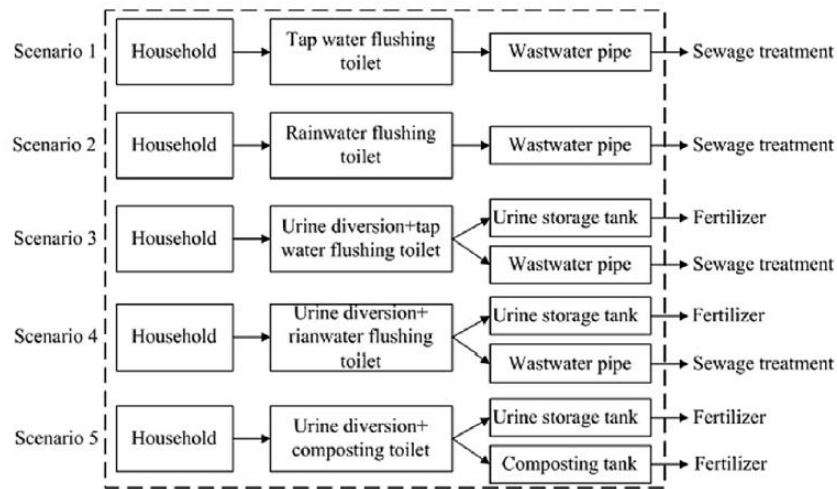 Scenario 1
Household
Tap water flushing
toilet
Wastwater pipe
Sewage treatment
Scenario 2
Household
Rainwater flushing
toilet
Wastwater pipe
Sewage treatment
Scenario 3
Household
Urine diversion+tap
water flushing toilet
Urine storage tank
Fertilizer
Wastwater pipe
Sewage treatment
Scenario 4
Household
Urine diversion+
rianwater flushing
toilet
Urine storage tank
Fertilizer
Wastwater pipe
Sewage treatment
Scenario 5
Household
Urine diversion+
composting toilet
Urine storage tank
Fertilizer
Composting tank
Fertilizer